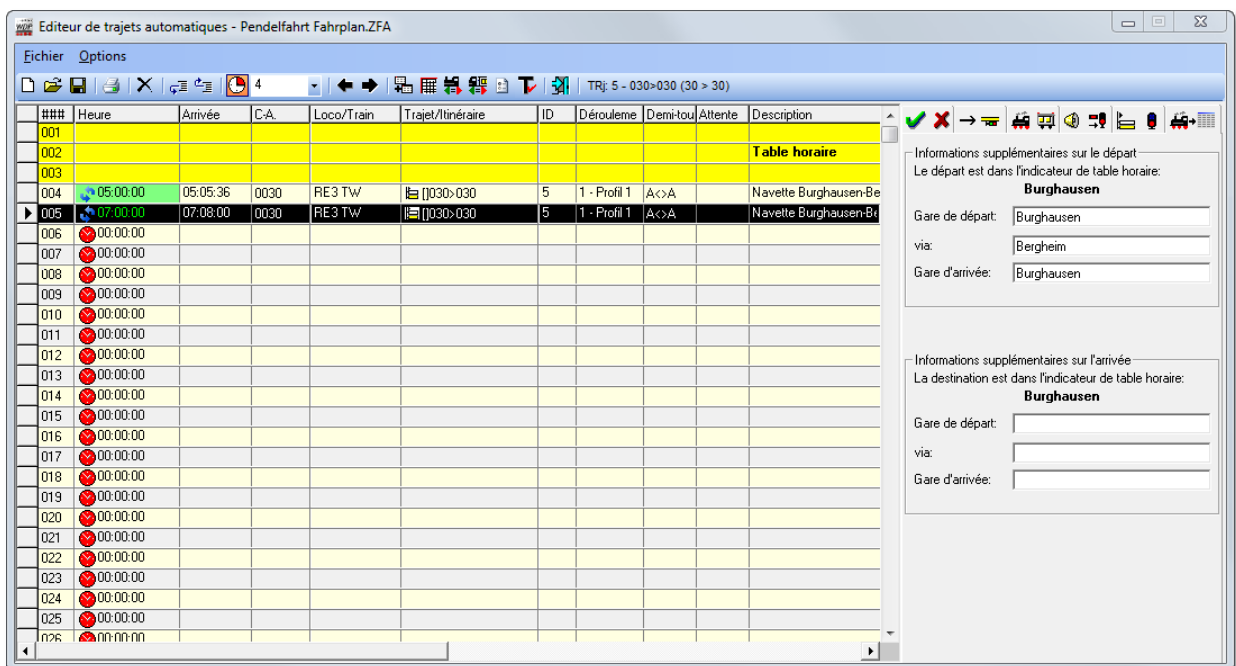 Editeur de trajets automatiques - Pendelfahrt Fahrplan.ZFA
Fichier Options
4 TRj: 5 - 030>030 (30 > 30)
### Heure Arrivée C.A. Loco/Train Trajet/Itinéraire ID Dérouleme Demi-tou Attente Description
001
002 Table horaire
003
004 05:00:00 05:05:36 0030 RE3 TW []030>030 5 1 - Profil 1 A<>A Navette Burghausen-Be
005 07:00:00 07:08:00 0030 RE3 TW []030>030 5 1 - Profil 1 A<>A Navette Burghausen-Be
006 00:00:00
007 00:00:00
008 00:00:00
009 00:00:00
010 00:00:00
011 00:00:00
012 00:00:00
013 00:00:00
014 00:00:00
015 00:00:00
016 00:00:00
017 00:00:00
018 00:00:00
019 00:00:00
020 00:00:00
021 00:00:00
022 00:00:00
023 00:00:00
024 00:00:00
025 00:00:00
026 00:00:00
Informations supplémentaires sur le départ
Le départ est dans l'indicateur de table horaire:
Burghausen
Gare de départ: Burghausen
via: Bergheim
Gare d'arrivée: Burghausen
Informations supplémentaires sur l'arrivée
La destination est dans l'indicateur de table horaire:
Burghausen
Gare de départ:
via:
Gare d'arrivée: